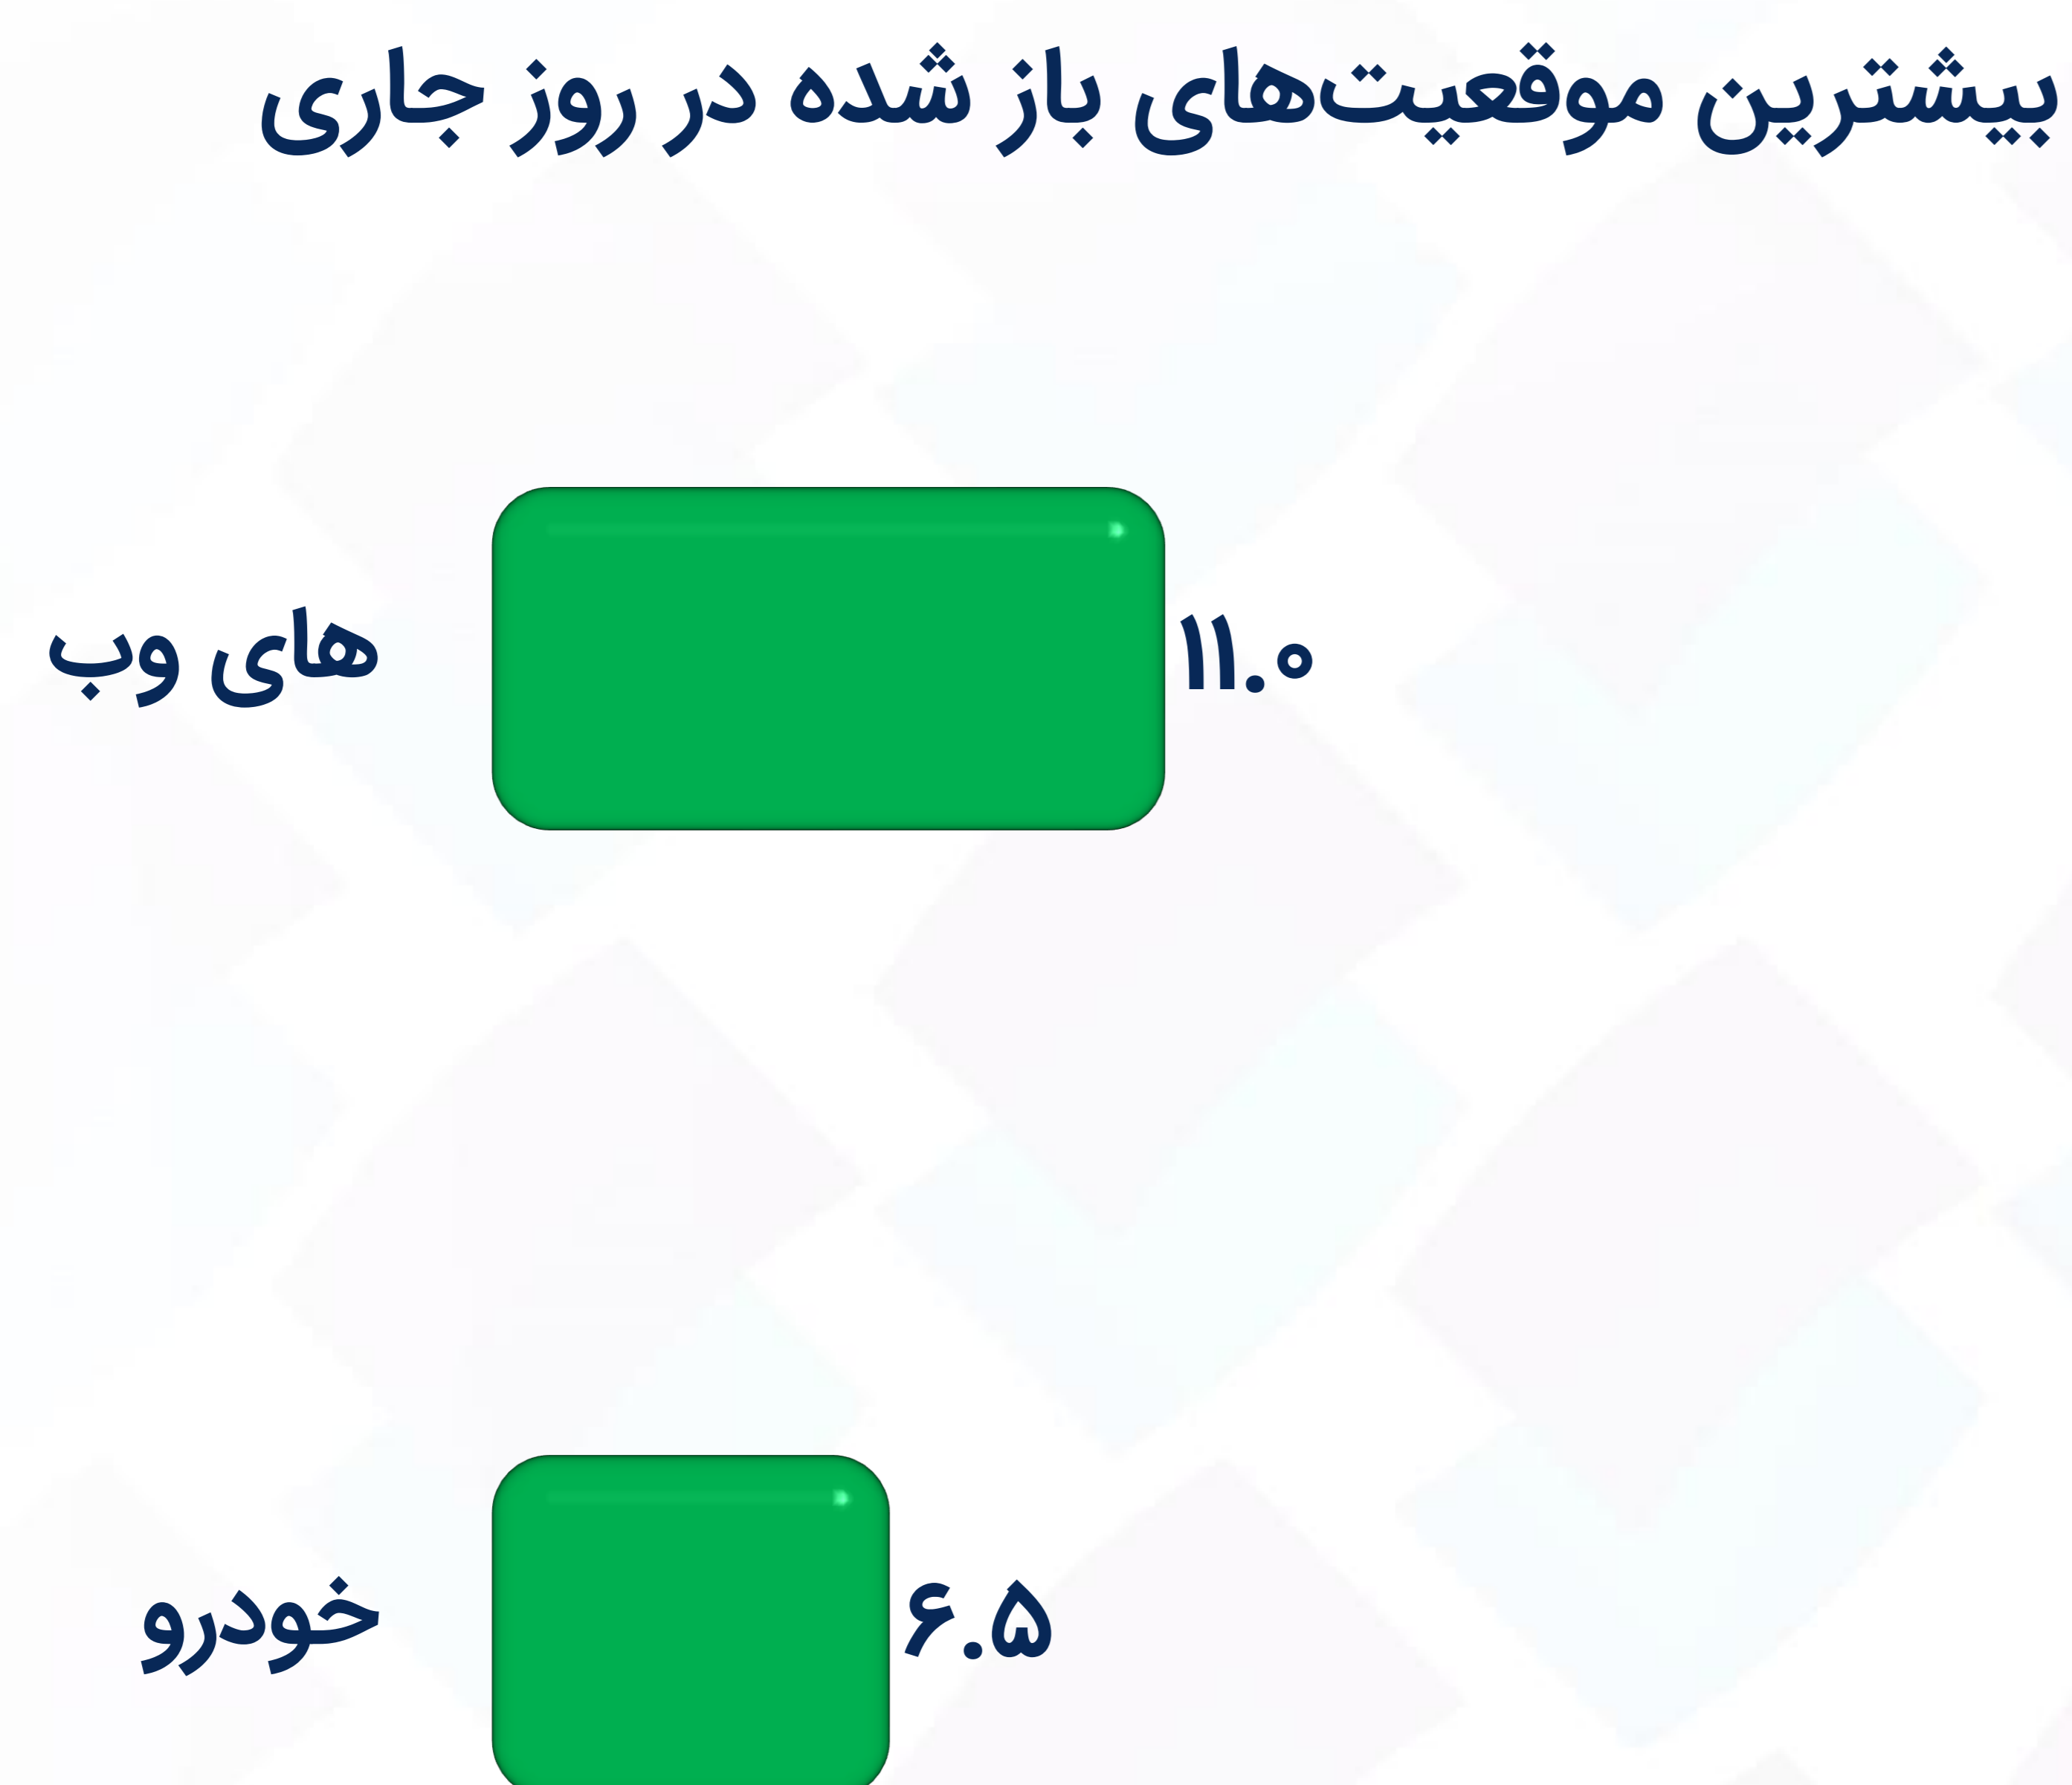 بیشترین موقعیت‌های باز شده در روز جاری
های وب
۱۱.۰
خودرو
۶.۵